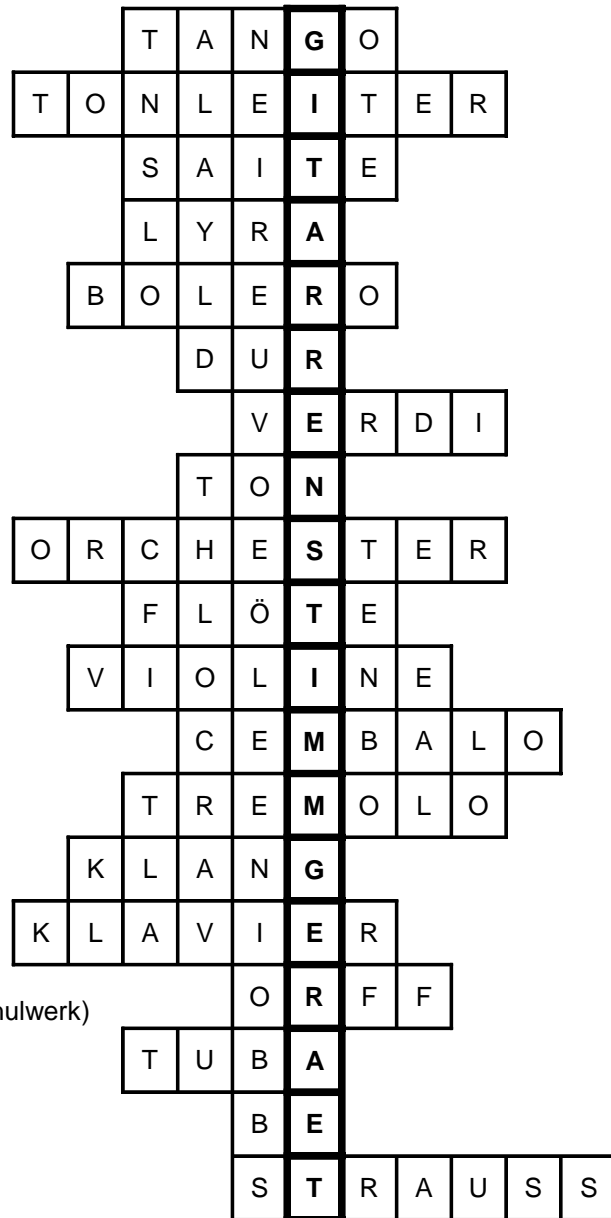 TANGO
TONLEITER
SAITE
LYRA
BOLERO
DUR
VERDI
TON
ORCHESTER
FLÖTE
VIOLINE
CEMBALO
TREMOLO
KLANG
KLAVIER
ORFF
nulwerk)
TUBA
BE
STRAUSS